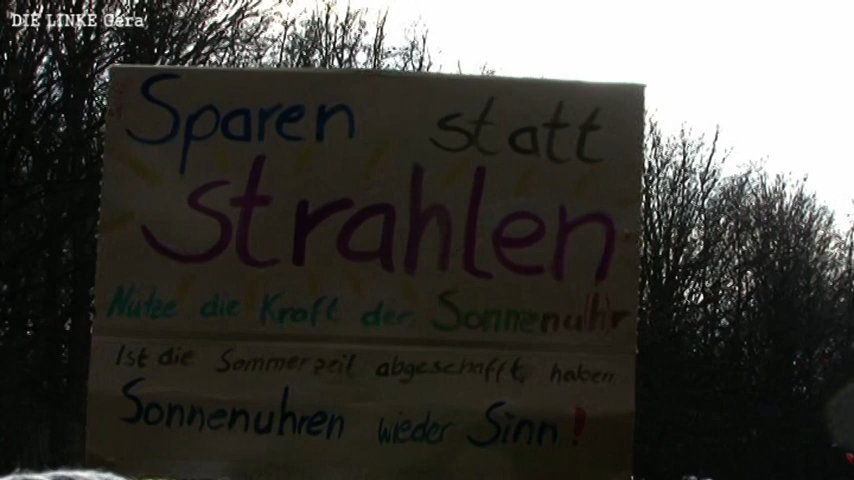 DIE LINKE Gera
Sparen statt
Strahlen
Nutze die Kraft der Sonnenuhr
Ist die Sommerzeit abgeschafft, haben
Sonnenuhren wieder Sinn!